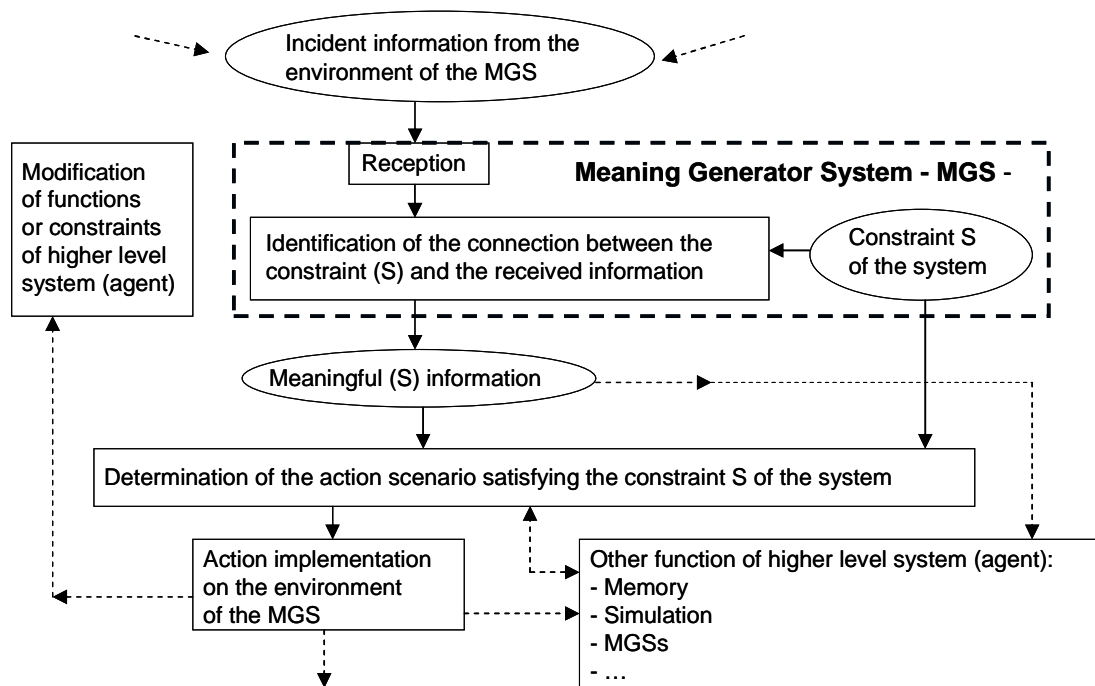 Incident information from the
environment of the MGS
Modification
of functions
or constraints
of higher level
system (agent)
Reception
Meaning Generator System - MGS -
Identification of the connection between the
constraint (S) and the received information
Constraint S
of the system
Meaningful (S) information
Determination of the action scenario satisfying the constraint S of the system
Action implementation
on the environment
of the MGS
Other function of higher level system (agent):
- Memory
- Simulation
- MGSs
- ...